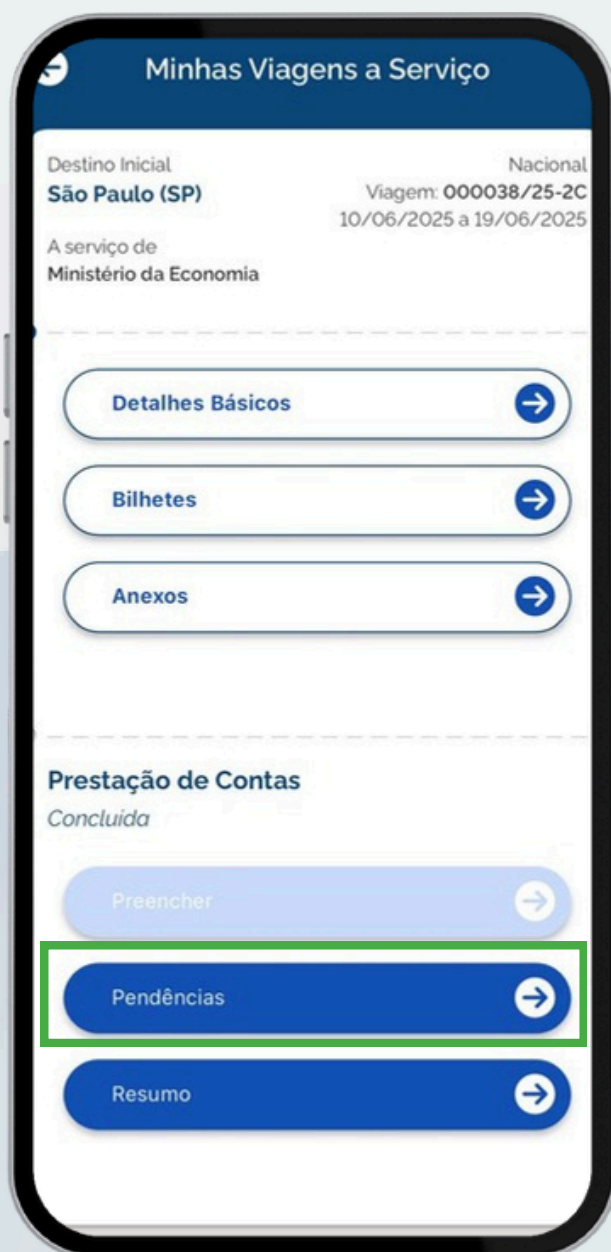 Minhas Viagens a Serviço
Destino Inicial
Nacional
São Paulo (SP)
Viagem: 000038/25-2C
10/06/2025 a 19/06/2025
A serviço de
Ministério da Economia
Detalhes Básicos
Bilhetes
Anexos
Prestação de Contas
Concluida
Preencher
Pendências
Resumo